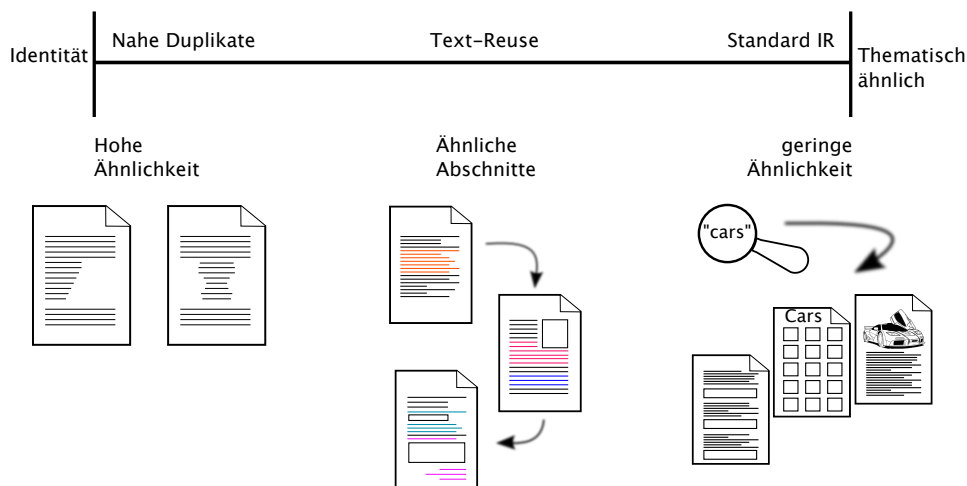 Identität
Nahe Duplikate
Text-Reuse
Standard IR
Thematisch
ähnlich
Hohe
Ähnlichkeit
Ähnliche
Abschnitte
geringe
Ähnlichkeit
"cars"
Cars